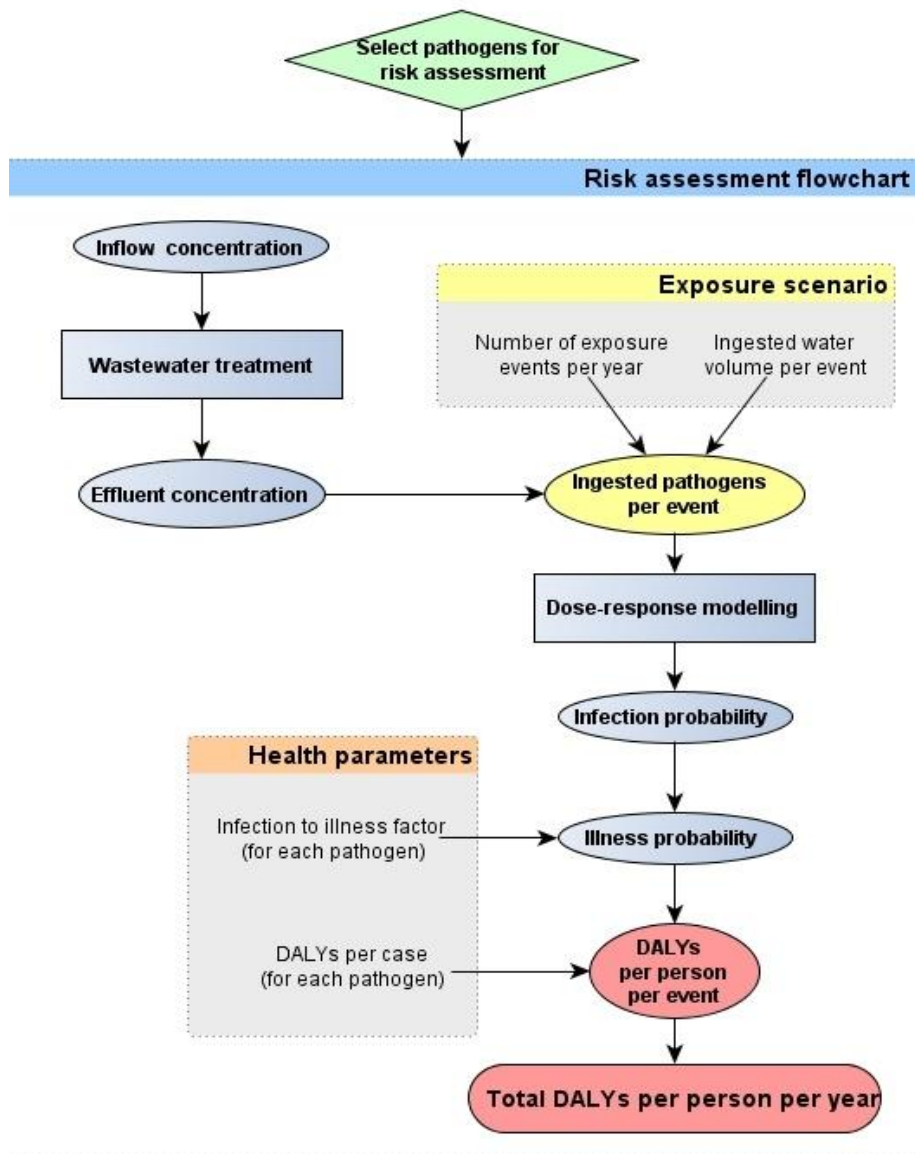 Select pathogens for
risk assessment
Risk assessment flowchart
Inflow concentration
Wastewater treatment
Effluent concentration
Exposure scenario
Number of exposure
events per year
Ingested water
volume per event
Ingested pathogens
per event
Dose-response modelling
Infection probability
Health parameters
Infection to illness factor
(for each pathogen)
Illness probability
DALYs per case
(for each pathogen)
DALYs
per person
per event
Total DALYs per person per year